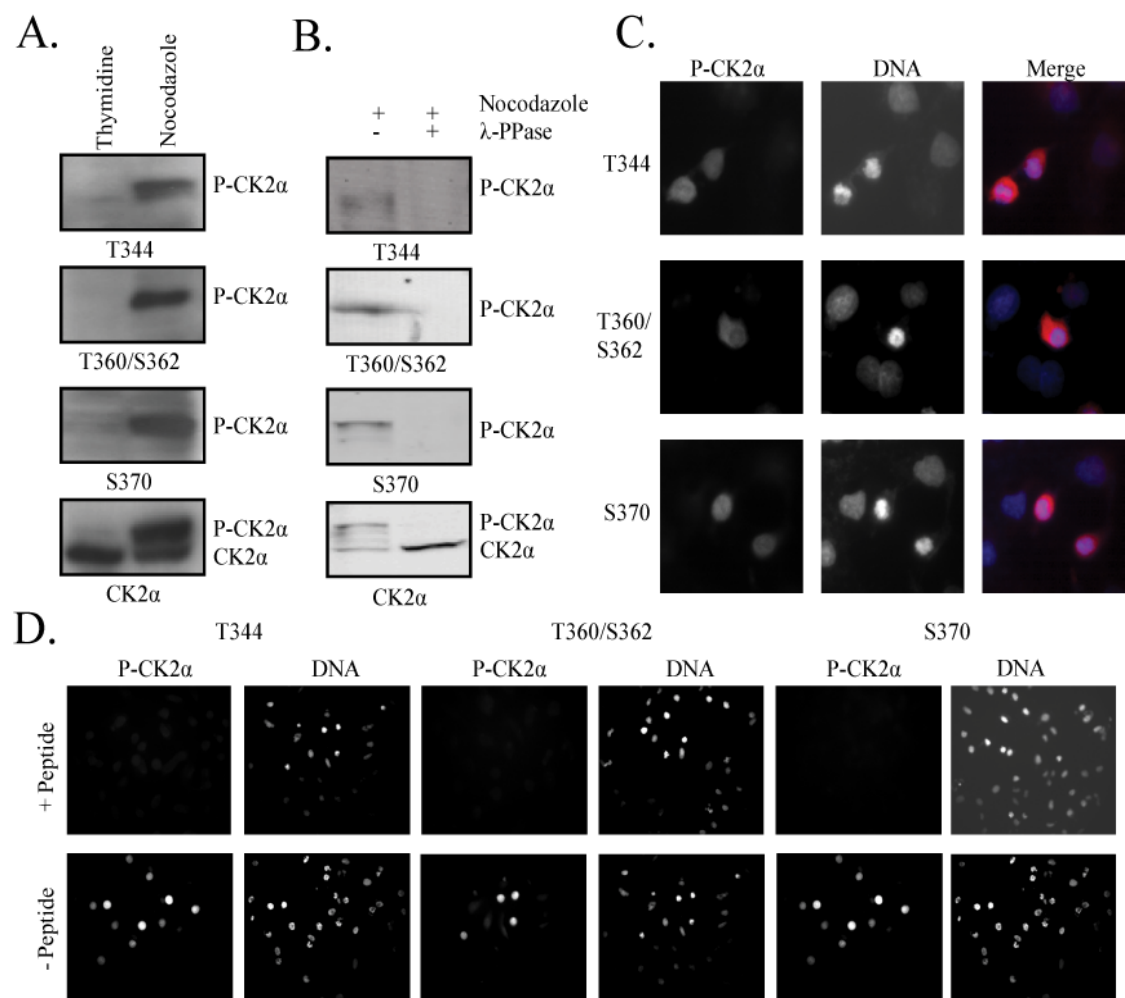 A.
Thymidine
Nocodazole
P-CK2α
T344
P-CK2α
T360/S362
P-CK2α
S370
P-CK2α
CK2α
CK2α
B.
+ + Nocodazole
- + λ-PPase
P-CK2α
T344
P-CK2α
T360/S362
P-CK2α
S370
P-CK2α
CK2α
CK2α
C.
P-CK2α DNA Merge
T344
T360/
S362
S370
D.
T344 T360/S362 S370
P-CK2α DNA P-CK2α DNA P-CK2α DNA
+ Peptide
- Peptide